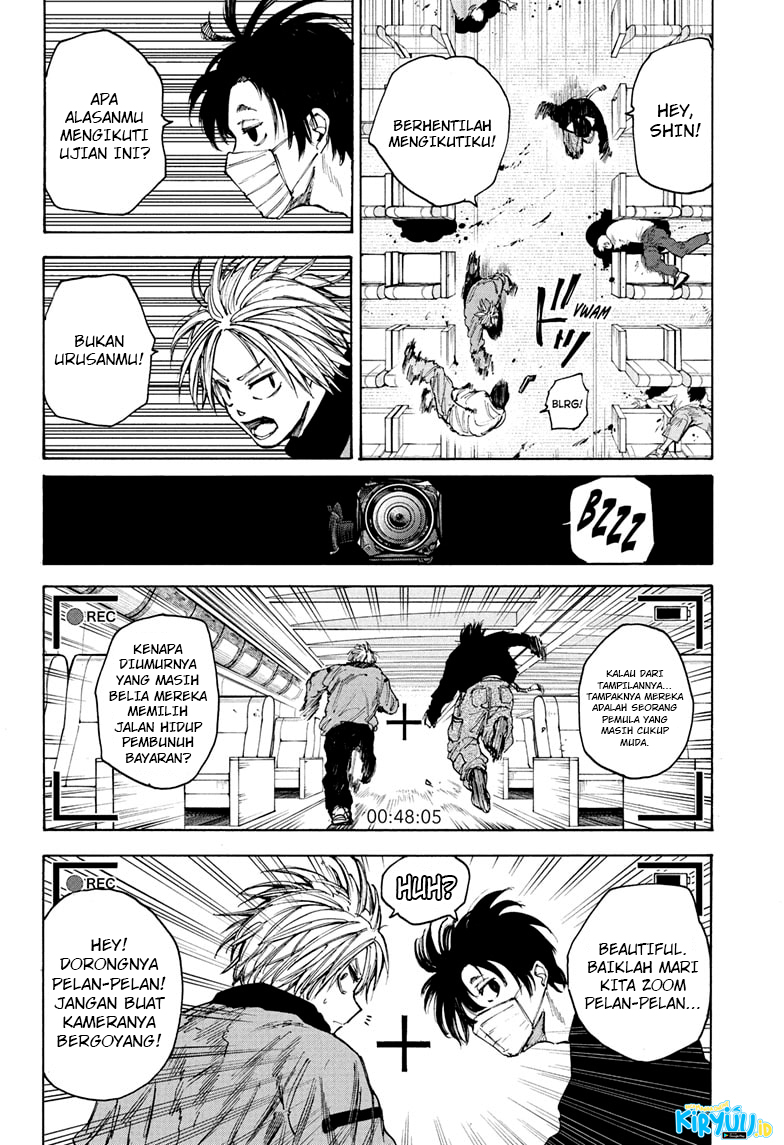 HEY,
SHIN!
BERHENTILAH
MENGIKUTIKU!
VWAM
BLRG!
APA
ALASANMU
MENGIKUTI
UJIAN INI?
BUKAN
URUSANMU!
BZZZ
REC
KALAU DARI
TAMPILANNYA...
TAMPAKNYA MEREKA
ADALAH SEORANG
PEMULA YANG
MASIH CUKUP
MUDA.
KENAPA
DIUMURNYA
YANG MASIH
BELIA MEREKA
MEMILIH
JALAN HIDUP
PEMBUNUH
BAYARAN?
00:48:05
REC
BEAUTIFUL.
BAIKLAH MARI
KITA ZOOM
PELAN-PELAN...
HUH?
HEY!
DORONGNYA
PELAN-PELAN!
JANGAN BUAT
KAMERANYA
BERGOYANG!
KIRYUU.ID